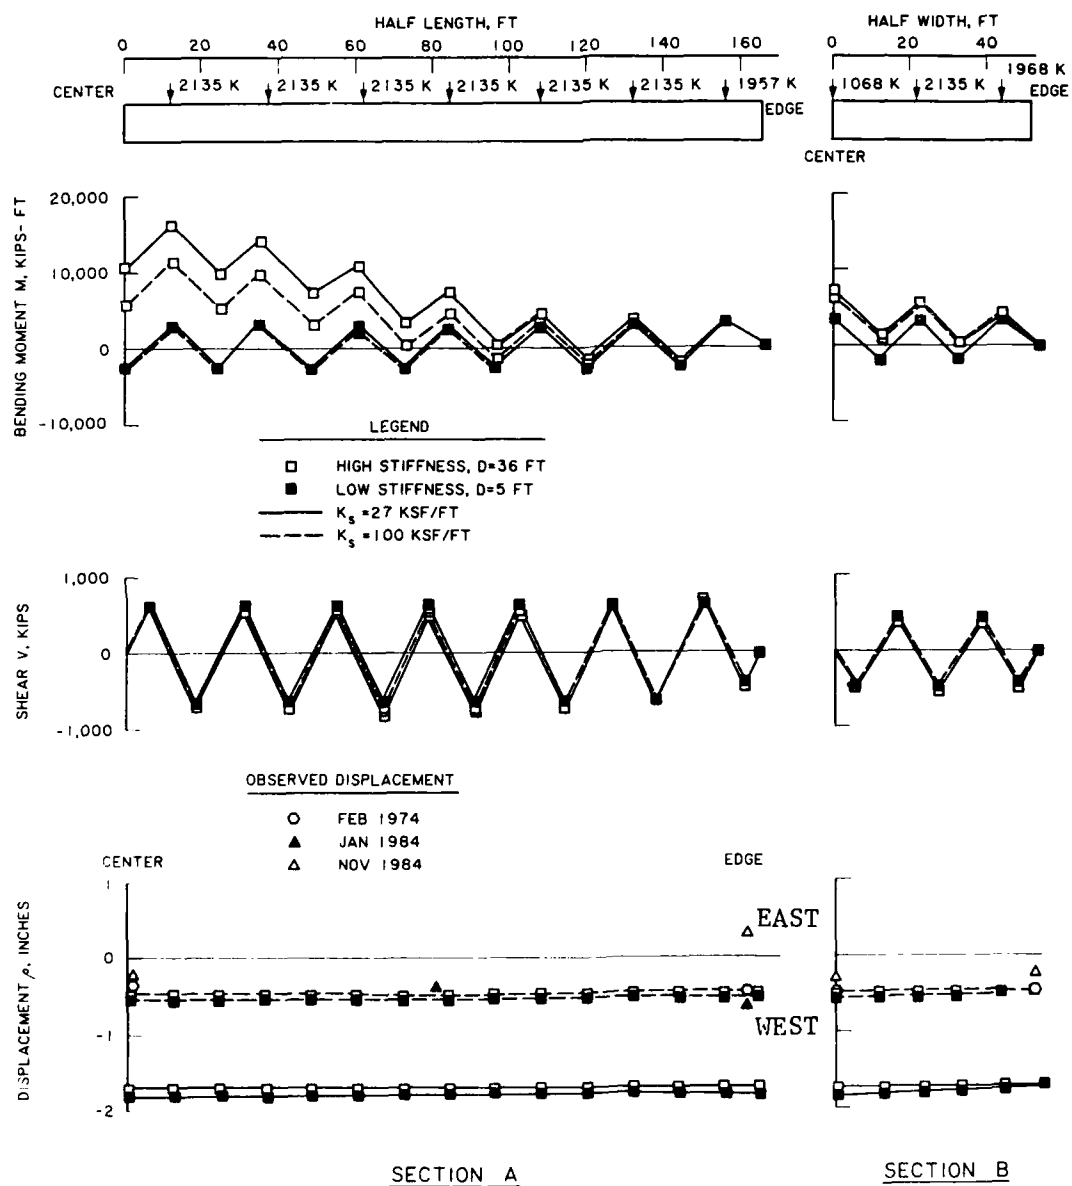 HALF LENGTH, FT
HALF WIDTH, FT
0 20 40 60 80 100 120 140 160
0 20 40
CENTER
2135 K 2135 K 2135 K 2135 K 2135 K 2135 K 1957 K
EDGE
1068 K 2135 K 1968 K
EDGE
CENTER
BENDING MOMENT M, KIPS-FT
20,000
10,000
0
-10,000
LEGEND
HIGH STIFFNESS, D=36 FT
LOW STIFFNESS, D=5 FT
Ks =27 KSF/FT
Ks =100 KSF/FT
SHEAR V, KIPS
1,000
0
-1,000
OBSERVED DISPLACEMENT
FEB 1974
JAN 1984
NOV 1984
CENTER
EDGE
DISPLACEMENT ρ, INCHES
1
0
-1
-2
EAST
WEST
SECTION A
SECTION B